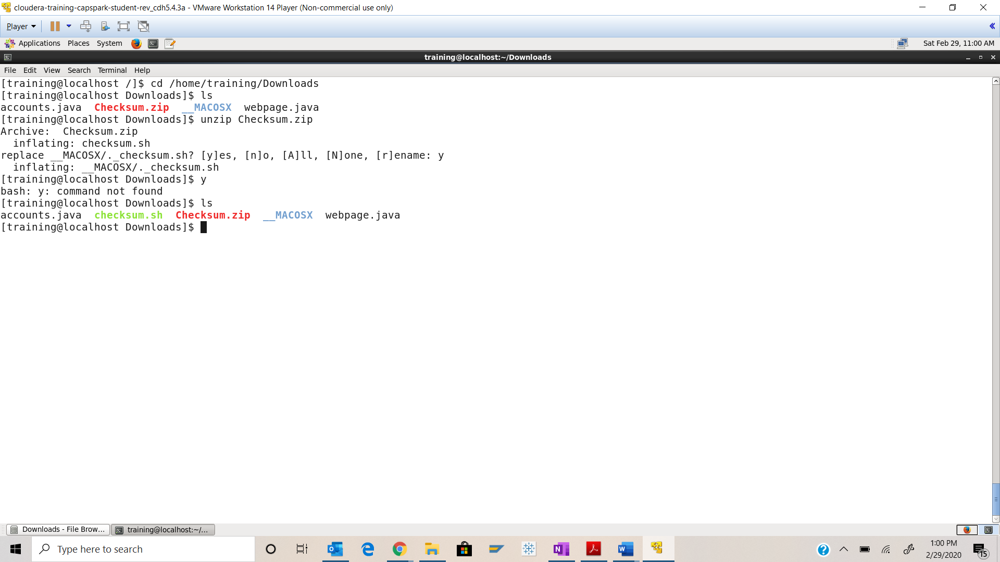 cloudera-training-capspark-student-rev_cdh5.4.3a - VMware Workstation 14 Player (Non-commercial use only)
Player
Applications Places System Sat Feb 29, 11:00 AM
training@localhost:~/Downloads
File Edit View Search Terminal Help
[training@localhost /]$ cd /home/training/Downloads
[training@localhost Downloads]$ ls
accounts.java  Checksum.zip  __MACOSX  webpage.java
[training@localhost Downloads]$ unzip Checksum.zip
Archive:  Checksum.zip
  inflating: checksum.sh
replace __MACOSX/._checksum.sh? [y]es, [n]o, [A]ll, [N]one, [r]ename: y
  inflating: __MACOSX/._checksum.sh
[training@localhost Downloads]$ y
bash: y: command not found
[training@localhost Downloads]$ ls
accounts.java  checksum.sh  Checksum.zip  __MACOSX  webpage.java
[training@localhost Downloads]$
Downloads - File Brow... training@localhost:~/...
Type here to search
1:00 PM
2/29/2020
15